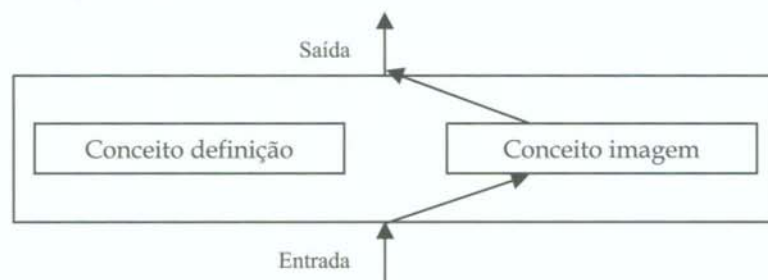 Saída
Conceito definição
Conceito imagem
Entrada